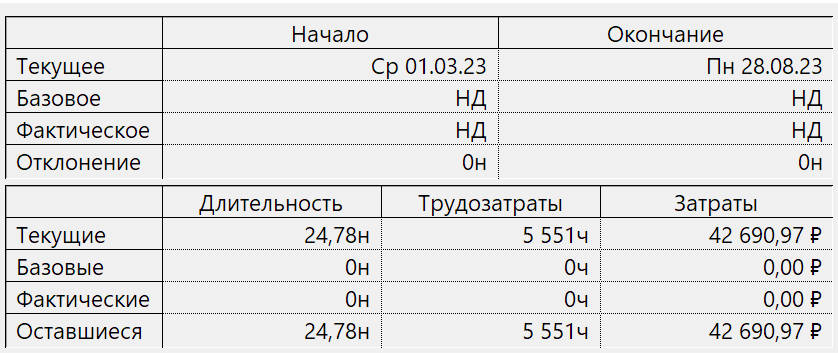 Начало Окончание
Текущее Ср 01.03.23 Пн 28.08.23
Базовое НД НД
Фактическое НД НД
Отклонение 0н 0н
Длительность Трудозатраты Затраты
Текущие 24,78н 5 551ч 42 690,97 ₽
Базовые 0н 0ч 0,00 ₽
Фактические 0н 0ч 0,00 ₽
Оставшиеся 24,78н 5 551ч 42 690,97 ₽